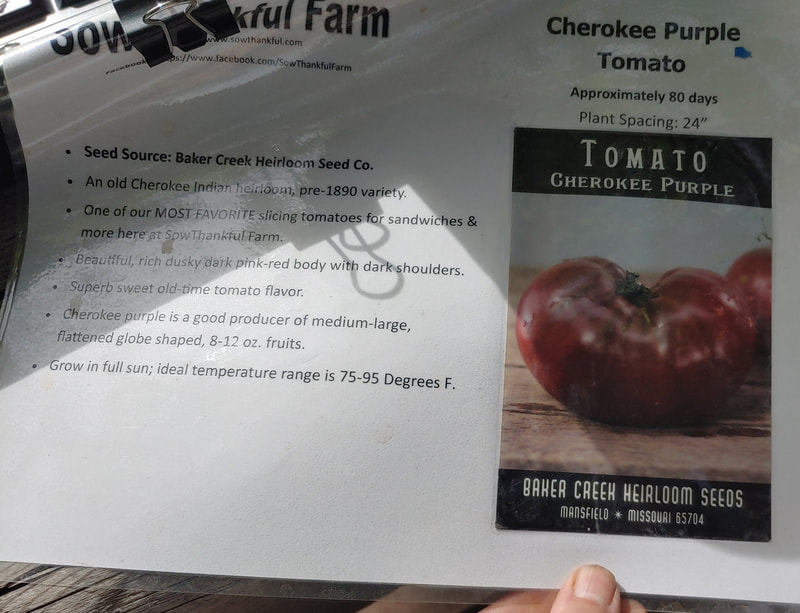 Sow kful Farm
www.sowthankful.com
Facebook ps://www.facebook.com/SowThankfulFarm
• Seed Source: Baker Creek Heirloom Seed Co.
• An old Cherokee Indian heirloom, pre-1890 variety.
• One of our MOST FAVORITE slicing tomatoes for sandwiches &
more here at SowThankful Farm.
• Beautiful, rich dusky dark pink-red body with dark shoulders.
• Superb sweet old-time tomato flavor.
• Cherokee purple is a good producer of medium-large,
flattened globe shaped, 8-12 oz. fruits.
• Grow in full sun; ideal temperature range is 75-95 Degrees F.
Cherokee Purple
Tomato
Approximately 80 days
Plant Spacing: 24”
TOMATO
CHEROKEE PURPLE
BAKER CREEK HEIRLOOM SEEDS
MANSFIELD ✶ MISSOURI 65704